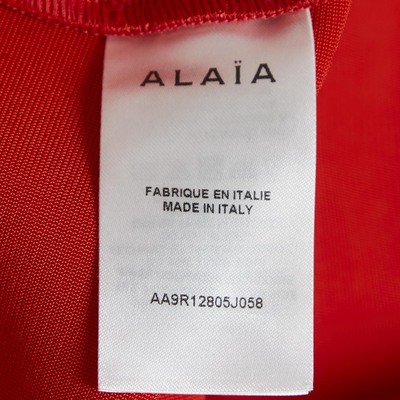 ALAÏA
FABRIQUE EN ITALIE
MADE IN ITALY
AA9R12805J058